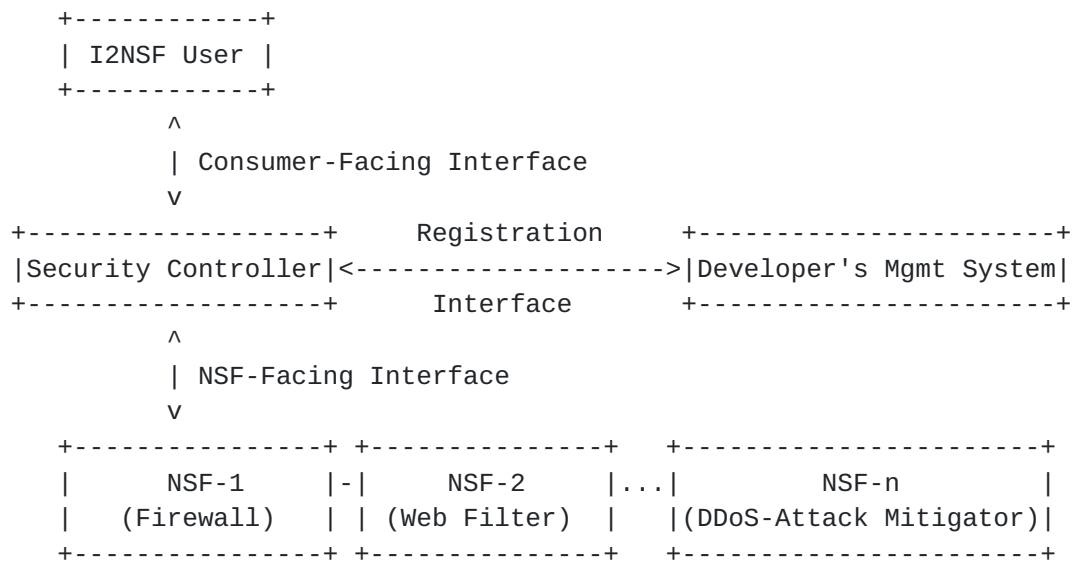 I2NSF User
Consumer-Facing Interface
Registration
Security Controller Developer's Mgmt System
Interface
NSF-Facing Interface
NSF-1 NSF-2 ... NSF-n
(Firewall) (Web Filter) (DDoS-Attack Mitigator)